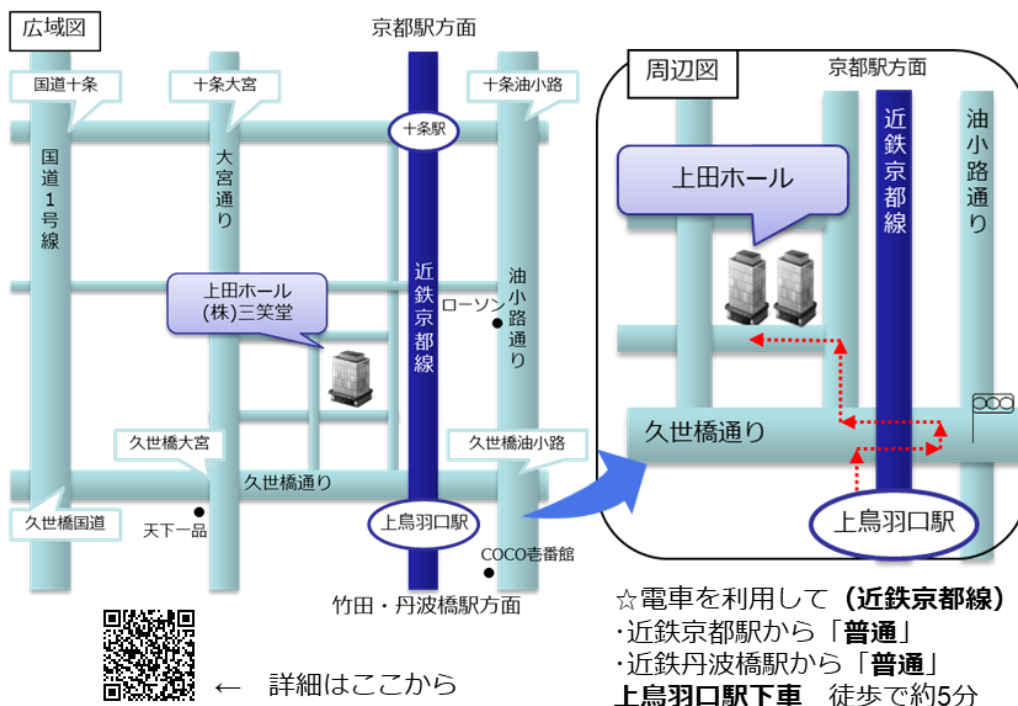 広域図
京都駅方面
国道十条
十条大宮
十条油小路
十条駅
国道1号線
大宮通り
近鉄京都線
油小路通り
上田ホール
(株)三笑堂
ローソン
久世橋大宮
久世橋油小路
久世橋通り
久世橋国道
天下一品
上鳥羽口駅
COCO壱番館
竹田・丹波橋駅方面
← 詳細はここから
周辺図
京都駅方面
近鉄京都線
油小路通り
上田ホール
久世橋通り
上鳥羽口駅
☆電車を利用して（近鉄京都線）
・近鉄京都駅から「普通」
・近鉄丹波橋駅から「普通」
上鳥羽口駅下車　徒歩で約5分